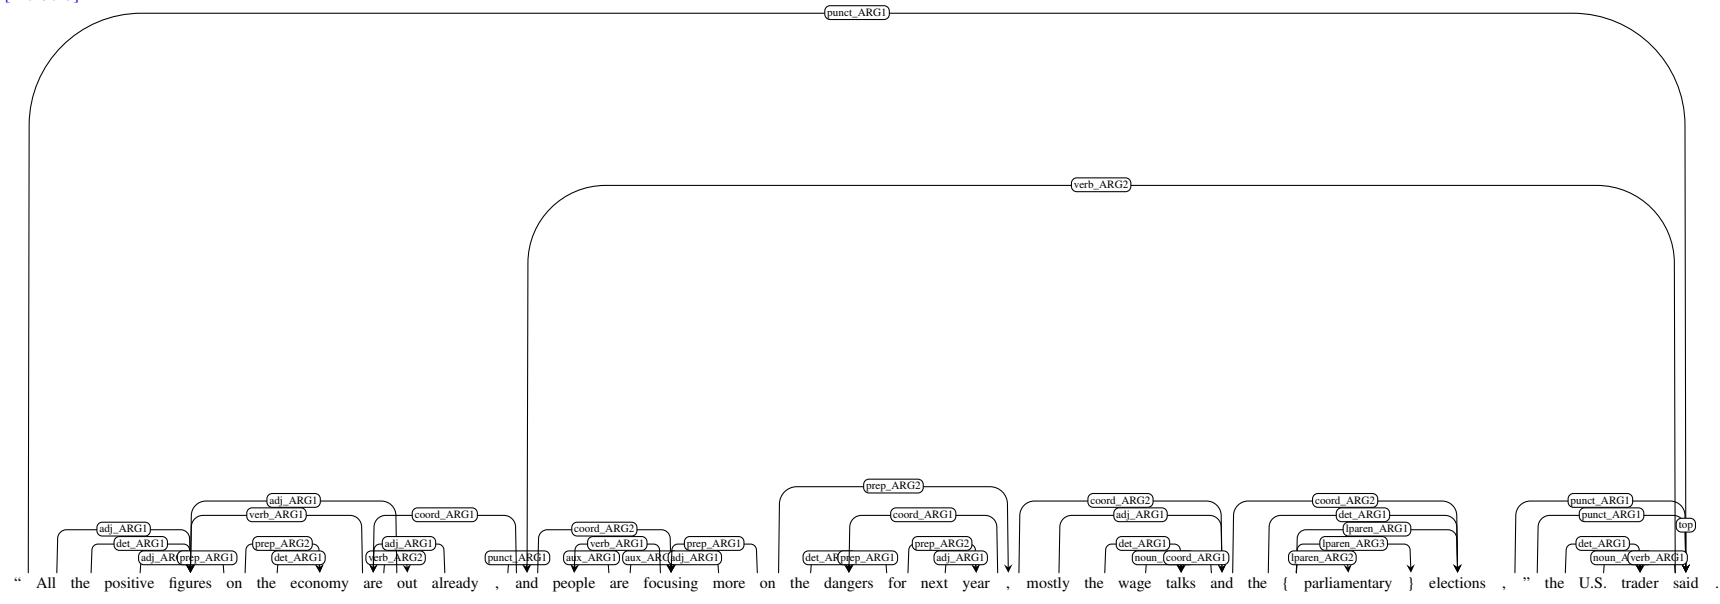 punct_ARG1
verb_ARG2
prep_ARG2
adj_ARG1 coord_ARG2 coord_ARG2 punct_ARG1
verb_ARG1 coord_ARG1 coord_ARG1 adj_ARG1 det_ARG1 punct_ARG1
top
adj_ARG1 coord_ARG2 lparen_ARG1
det_ARG1 prep_ARG2 adj_ARG1 verb_ARG1 prep_ARG1 prep_ARG2 det_ARG1 lparen_ARG3 det_ARG1
prep_ARG1 det_ARG1 verb_ARG2 punct_ARG1 aux_ARG1 adj_ARG1 prep_ARG1 adj_ARG1 coord_ARG1 lparen_ARG2 verb_ARG1
“ All the positive figures on the economy are out already , and people are focusing more on the dangers for next year , mostly the wage talks and the { parliamentary } elections , ” the U.S. trader said .